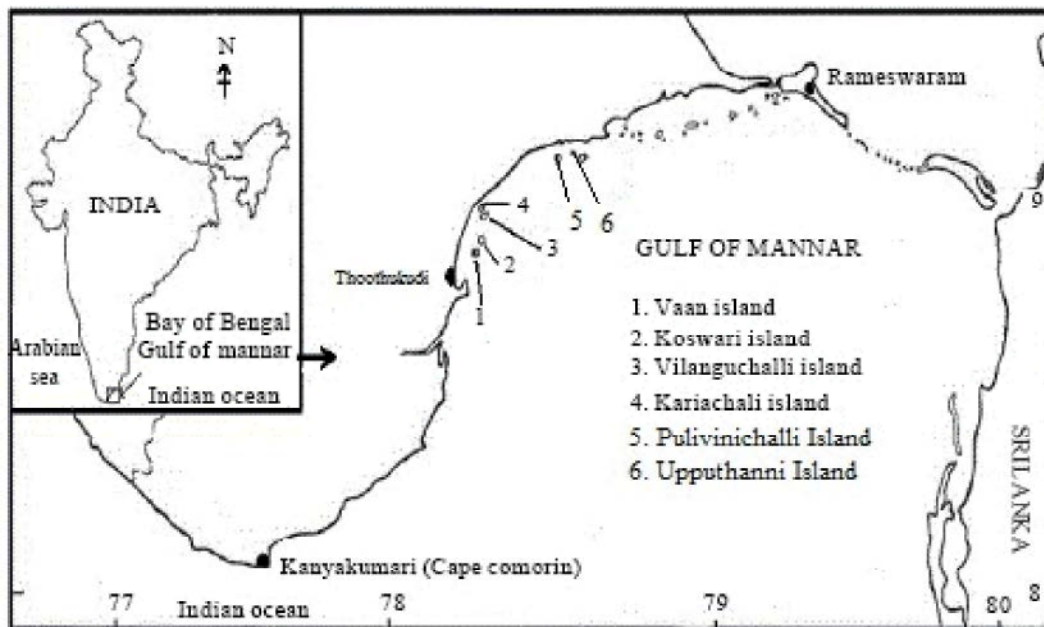 N
INDIA
Bay of Bengal
Gulf of mannar
Arabian
sea
Indian ocean
Rameswaram
9
4
3
2
1
5
6
Thoothukudi
GULF OF MANNAR
1. Vaan island
2. Koswari island
3. Vilanguchalli island
4. Kariachali island
5. Pulivinichalli Island
6. Upputhanni Island
SRILANKA
Kanyakumari (Cape comorin)
Indian ocean
77
78
79
80
8